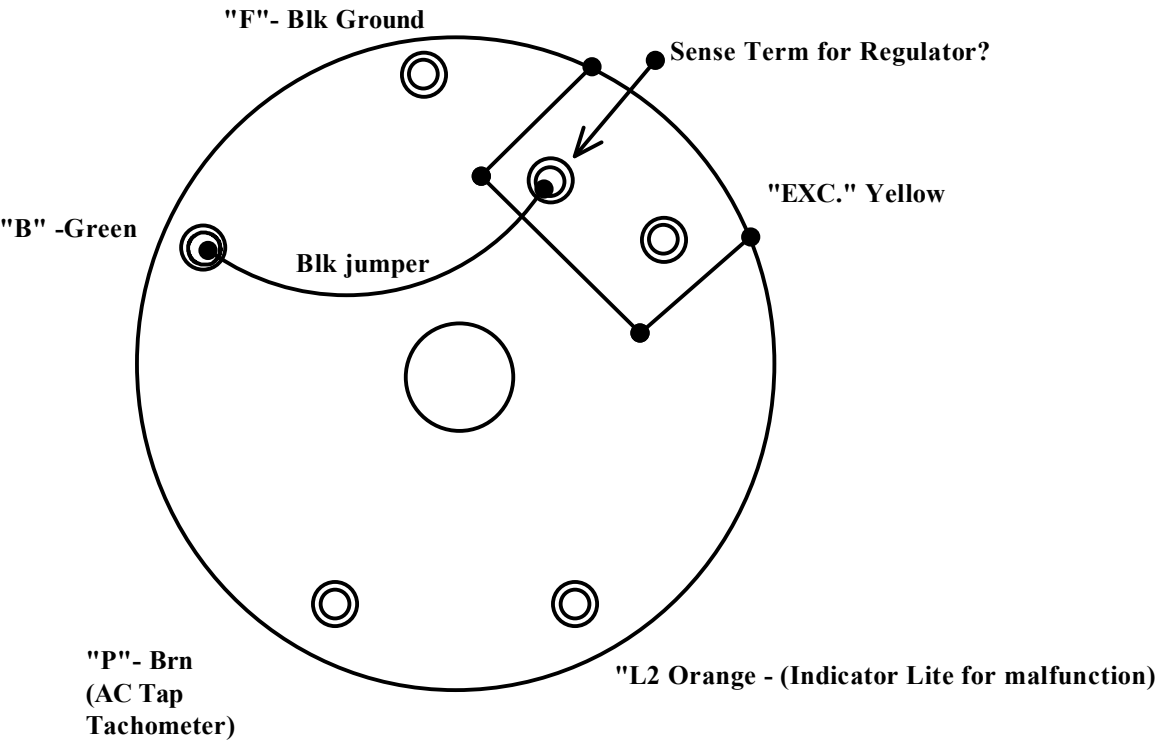 "F"- Blk Ground
Sense Term for Regulator?
"EXC." Yellow
"B" -Green
Blk jumper
"P"- Brn
(AC Tap
Tachometer)
"L2 Orange - (Indicator Lite for malfunction)